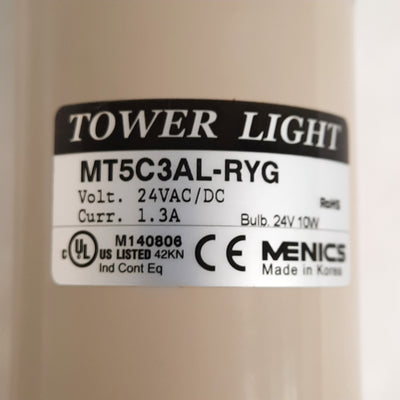 TOWER LIGHT
MT5C3AL-RYG
Volt. 24VAC/DC
RoHS
Curr. 1.3A
Bulb. 24V 10W
M140806
C UL US LISTED 42KN
Ind Cont Eq
CE
MENICS
Made in Korea